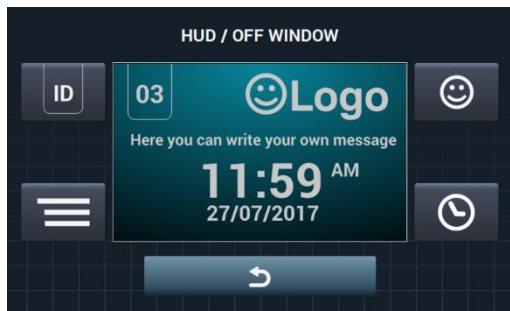 HUD / OFF WINDOW
ID
03
Logo
Here you can write your own message
11:59 AM
27/07/2017